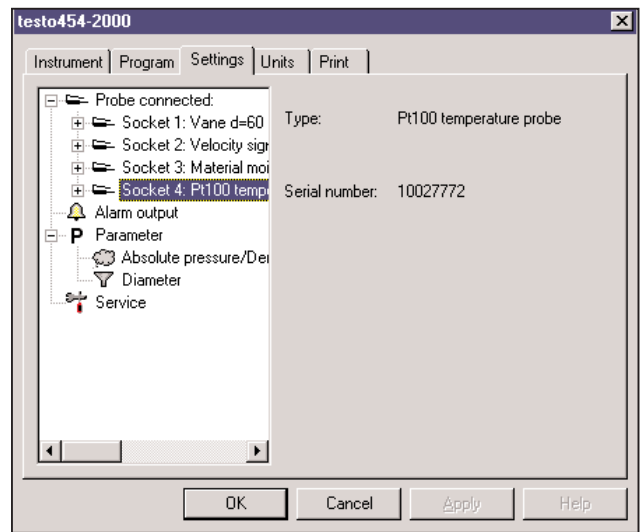 testo454-2000
Instrument Program Settings Units Print
Probe connected:
Socket 1: Vane d=60
Socket 2: Velocity sigr
Socket 3: Material moi
Socket 4: Pt100 temp
Alarm output
P Parameter
Absolute pressure/De
Diameter
Service
Type: Pt100 temperature probe
Serial number: 10027772
OK Cancel Apply Help